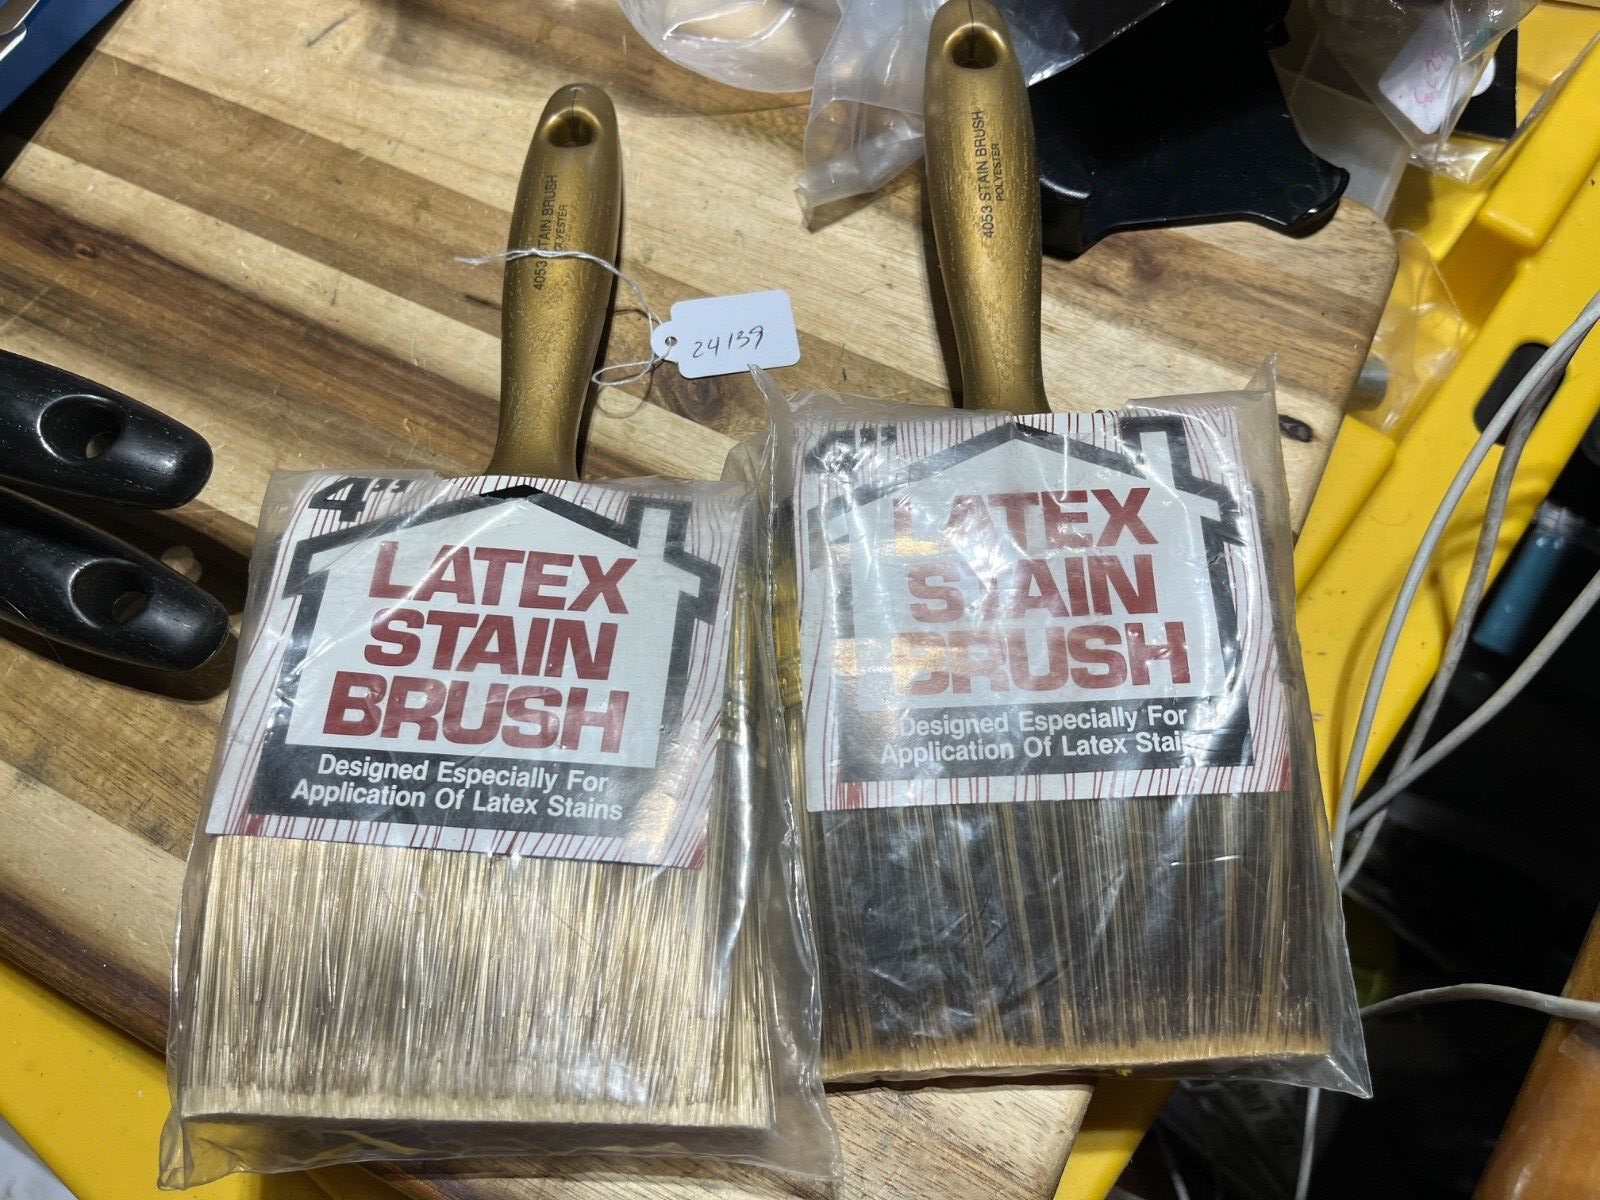 4053 STAIN BRUSH
POLYESTER
24139
4"
LATEX
STAIN
BRUSH
Designed Especially For
Application Of Latex Stains
4053 STAIN BRUSH
POLYESTER
LATEX
STAIN
BRUSH
Designed Especially For
Application Of Latex Stains